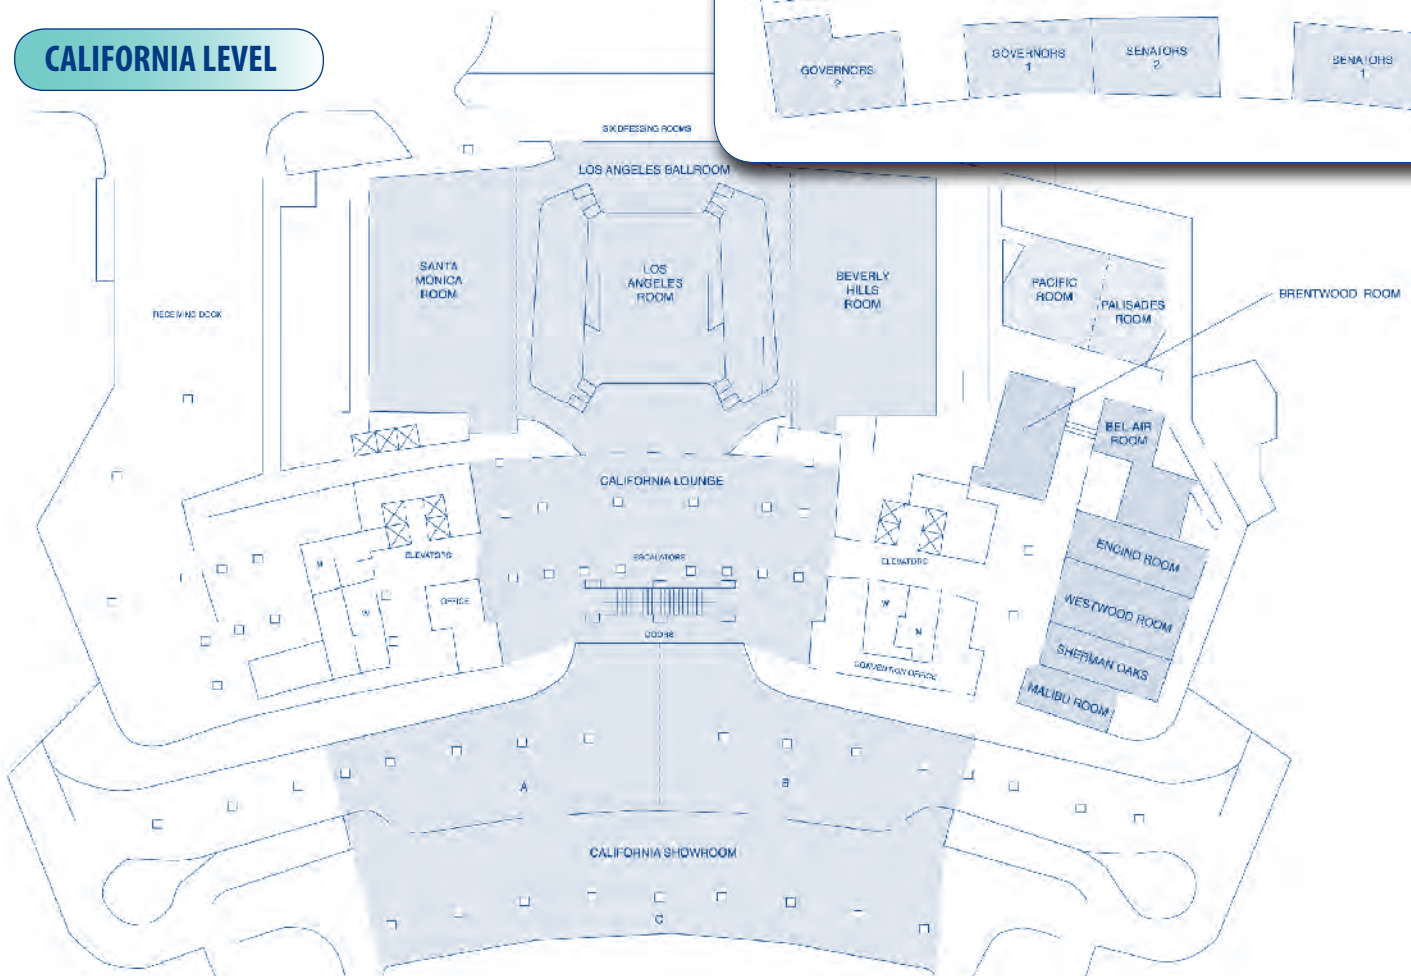 CALIFORNIA LEVEL
GOVERNORS
2
GOVERNORS
1
SENATORS
2
SENATORS
1
SIX DRESSING ROOMS
LOS ANGELES BALLROOM
SANTA
MONICA
ROOM
LOS
ANGELES
ROOM
BEVERLY
HILLS
ROOM
PACIFIC
ROOM
PALISADES
ROOM
BRENTWOOD ROOM
RECEIVING DOCK
BEL-AIR
ROOM
CALIFORNIA LOUNGE
ELEVATORS
ESCALATORS
ELEVATORS
ENCINO ROOM
M
W
OFFICE
W
M
WESTWOOD ROOM
DOORS
CONVENTION OFFICE
SHERMAN OAKS
MALIBU ROOM
A
B
CALIFORNIA SHOWROOM
C